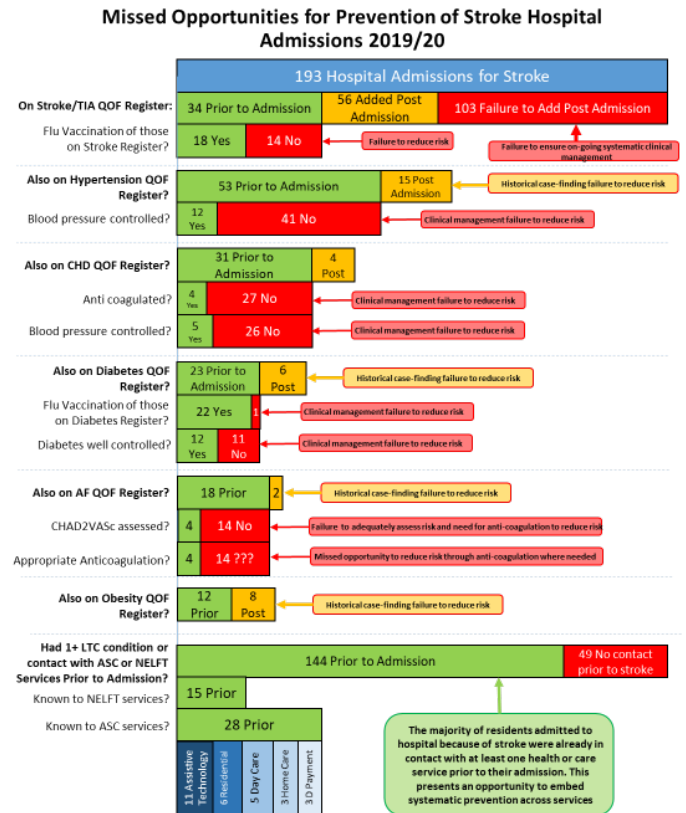 Missed Opportunities for Prevention of Stroke Hospital
Admissions 2019/20
193 Hospital Admissions for Stroke
On Stroke/TIA QOF Register:
34 Prior to Admission
56 Added Post
Admission
103 Failure to Add Post Admission
Flu Vaccination of those
on Stroke Register?
18 Yes
14 No
Failure to reduce risk
Failure to ensure on-going systematic clinical
management
Also on Hypertension QOF
Register?
53 Prior to Admission
15 Post
Admission
Historical case-finding failure to reduce risk
Blood pressure controlled?
12
Yes
41 No
Clinical management failure to reduce risk
Also on CHD QOF Register?
31 Prior to
Admission
4
Post
Anti coagulated?
4
Yes
27 No
Clinical management failure to reduce risk
Blood pressure controlled?
5
Yes
26 No
Clinical management failure to reduce risk
Also on Diabetes QOF
Register?
23 Prior to
Admission
6
Post
Historical case-finding failure to reduce risk
Flu Vaccination of those
on Diabetes Register?
22 Yes
1
Clinical management failure to reduce risk
Diabetes well controlled?
12
Yes
11
No
Clinical management failure to reduce risk
Also on AF QOF Register?
18 Prior
2
Historical case-finding failure to reduce risk
CHAD2VASc assessed?
4
14 No
Failure to adequately assess risk and need for anti-coagulation to reduce risk
Appropriate Anticoagulation?
4
14 ???
Missed opportunity to reduce risk through anti-coagulation where needed
Also on Obesity QOF
Register?
12
Prior
8
Post
Historical case-finding failure to reduce risk
Had 1+ LTC condition or
contact with ASC or NELFT
Services Prior to Admission?
144 Prior to Admission
49 No contact
prior to stroke
Known to NELFT services?
15 Prior
Known to ASC services?
28 Prior
11 Assistive
Technology
6 Residential
5 Day Care
3 Home Care
3 D Payment
The majority of residents admitted to
hospital because of stroke were already in
contact with at least one health or care
service prior to their admission. This
presents an opportunity to embed
systematic prevention across services